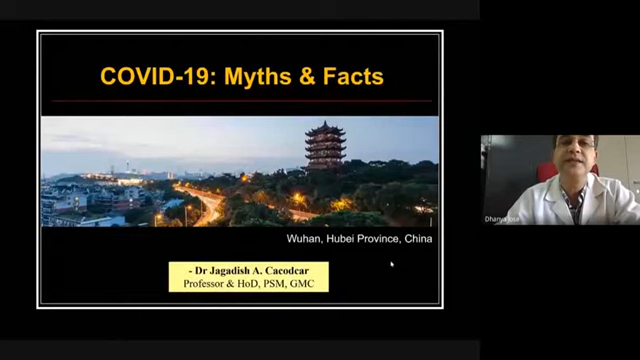 COVID-19: Myths & Facts
Wuhan, Hubei Province, China
- Dr Jagadish A. Cacodcar
Professor & HoD, PSM, GMC
Dhanya Jose